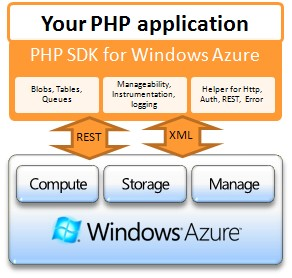 Your PHP application
PHP SDK for Windows Azure
Blobs, Tables,
Queues
Manageability,
Instrumentation,
logging
Helper for Http,
Auth, REST, Error
REST
XML
Compute
Storage
Manage
Windows Azure™